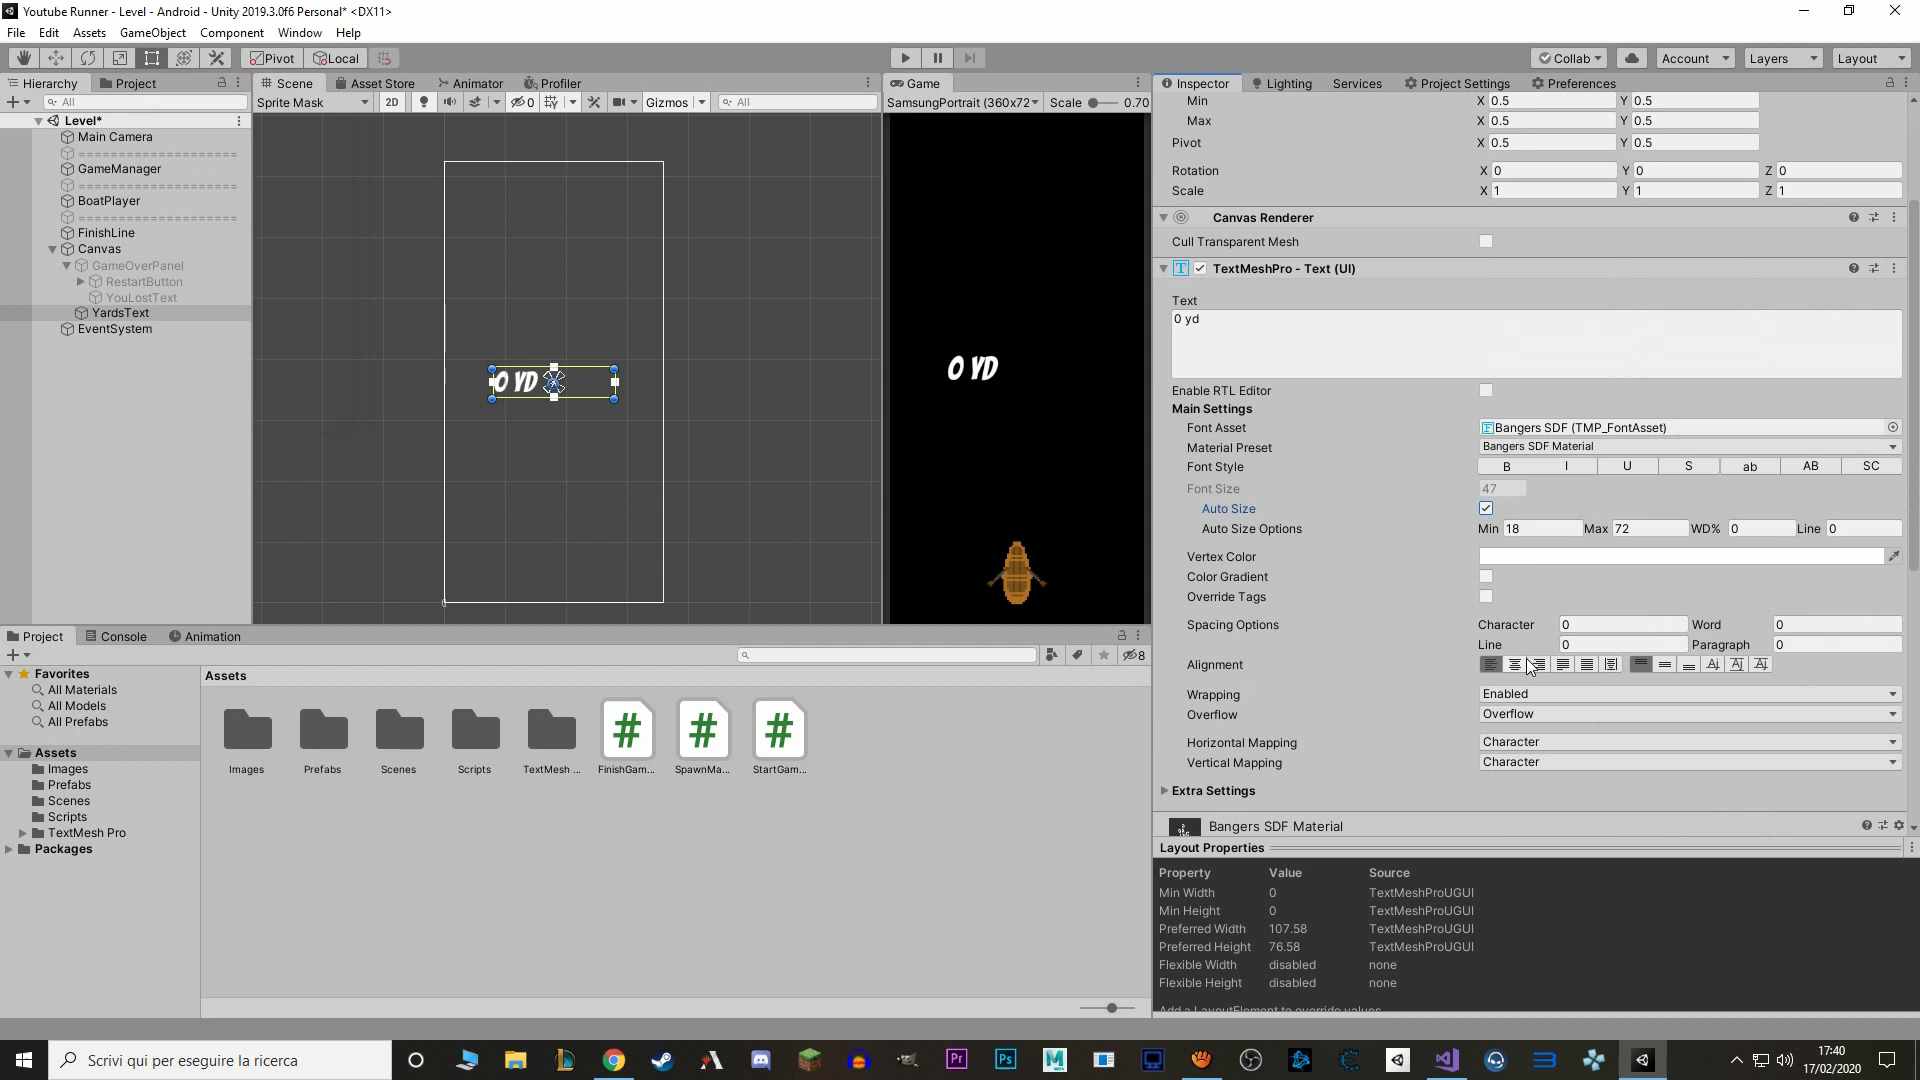 Youtube Runner - Level - Android - Unity 2019.3.0f6 Personal* <DX11>
File Edit Assets GameObject Component Window Help
Pivot Local Collab Account Layers Layout
Hierarchy Project
All
Level*
Main Camera
====================
GameManager
====================
BoatPlayer
====================
FinishLine
Canvas
GameOverPanel
RestartButton
YouLostText
YardsText
EventSystem
Scene Asset Store Animator Profiler
Sprite Mask 2D 0 Gizmos All
0 YD
Game
SamsungPortrait (360x72 Scale 0.70
0 YD
Inspector Lighting Services Project Settings Preferences
Min X 0.5 Y 0.5
Max X 0.5 Y 0.5
Pivot X 0.5 Y 0.5
Rotation X 0 Y 0 Z 0
Scale X 1 Y 1 Z 1
Canvas Renderer
Cull Transparent Mesh
TextMeshPro - Text (UI)
Text
0 yd
Enable RTL Editor
Main Settings
Font Asset Bangers SDF (TMP_FontAsset)
Material Preset Bangers SDF Material
Font Style B I U S ab AB SC
Font Size 47
Auto Size
Auto Size Options Min 18 Max 72 WD% 0 Line 0
Vertex Color
Color Gradient
Override Tags
Spacing Options Character 0 Word 0
Line 0 Paragraph 0
Alignment
Wrapping Enabled
Overflow Overflow
Horizontal Mapping Character
Vertical Mapping Character
Extra Settings
Bangers SDF Material
Layout Properties
Property Value Source
Min Width 0 TextMeshProUGUI
Min Height 0 TextMeshProUGUI
Preferred Width 107.58 TextMeshProUGUI
Preferred Height 76.58 TextMeshProUGUI
Flexible Width disabled none
Flexible Height disabled none
Add a LayoutElement to override values
Project Console Animation
8
Favorites
All Materials
All Models
All Prefabs
Assets
Images
Prefabs
Scenes
Scripts
TextMesh Pro
Packages
Assets
Images Prefabs Scenes Scripts TextMesh ... FinishGam... SpawnMa... StartGam...
Scrivi qui per eseguire la ricerca
17:40
17/02/2020